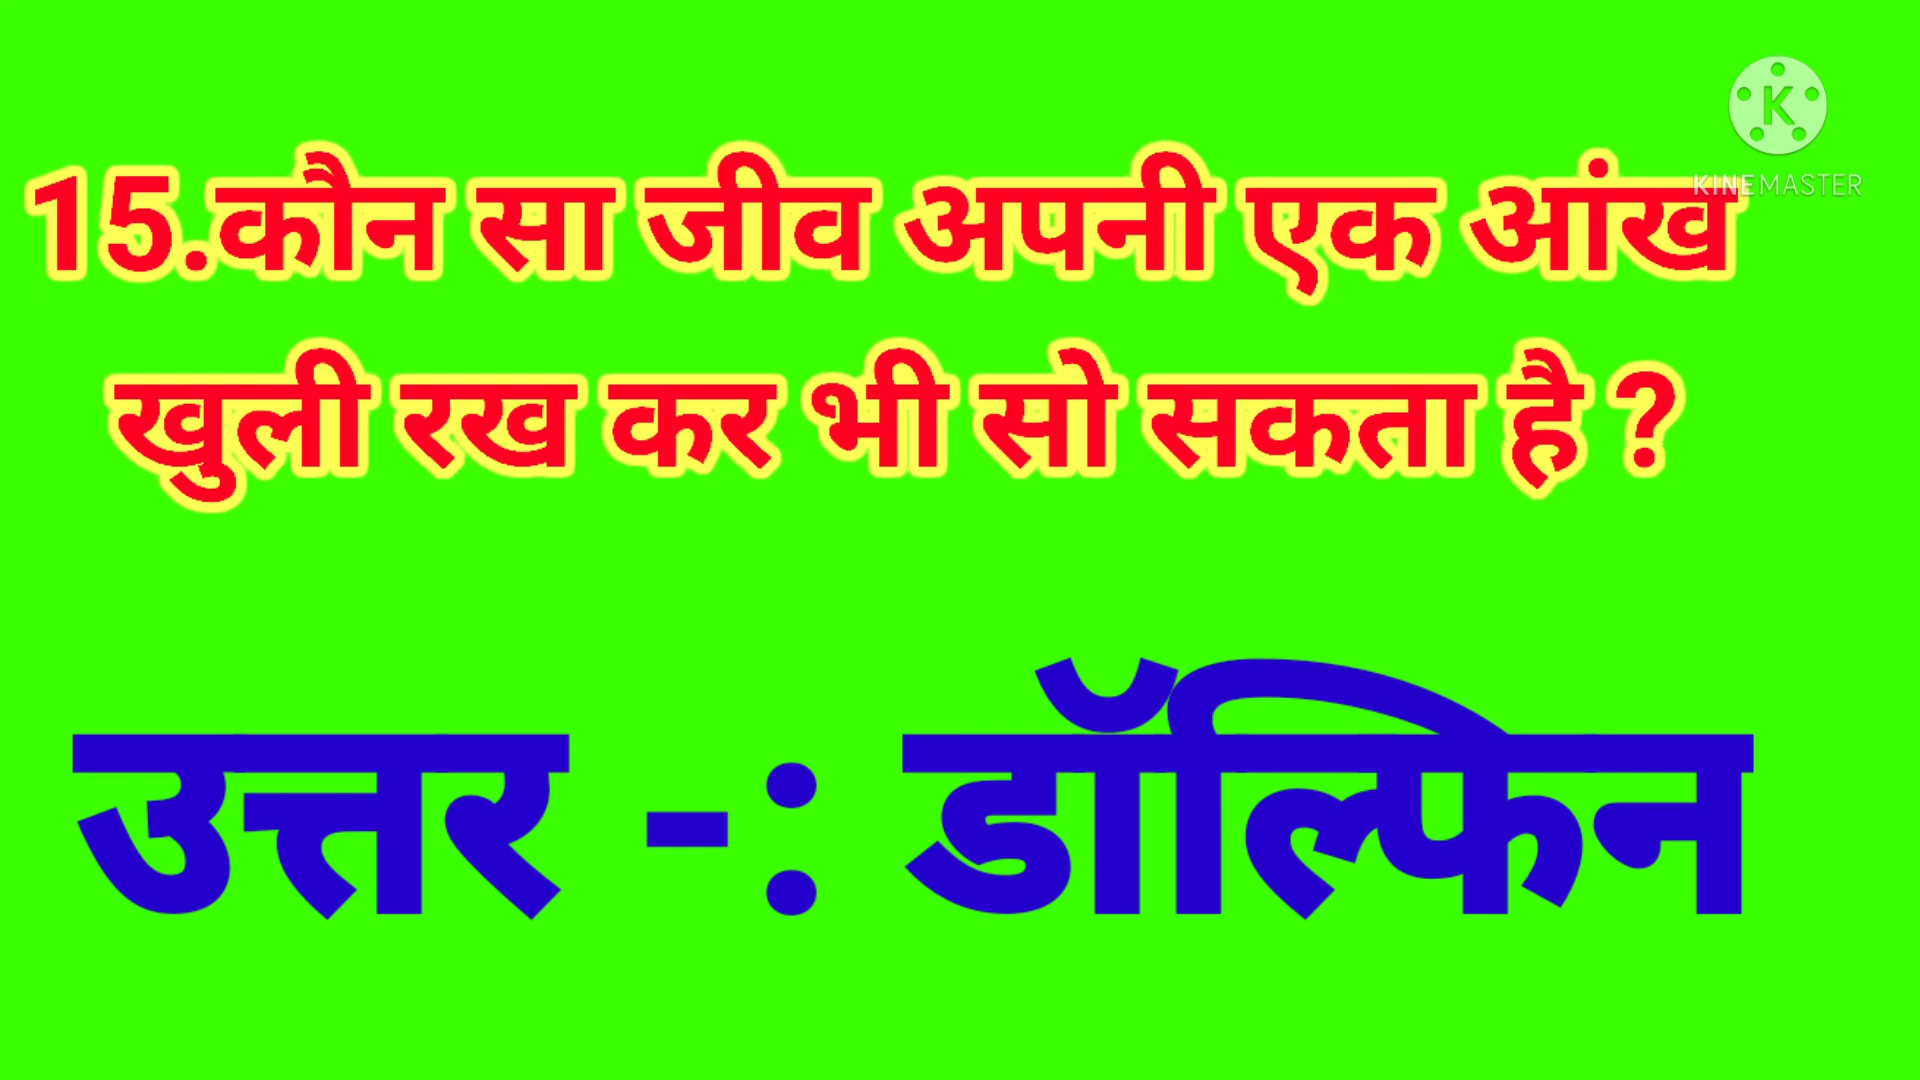 15.कौन सा जीव अपनी एक आंख
खुली रख कर भी सो सकता है ?
उत्तर -: डॉल्फिन
K
KINEMASTER